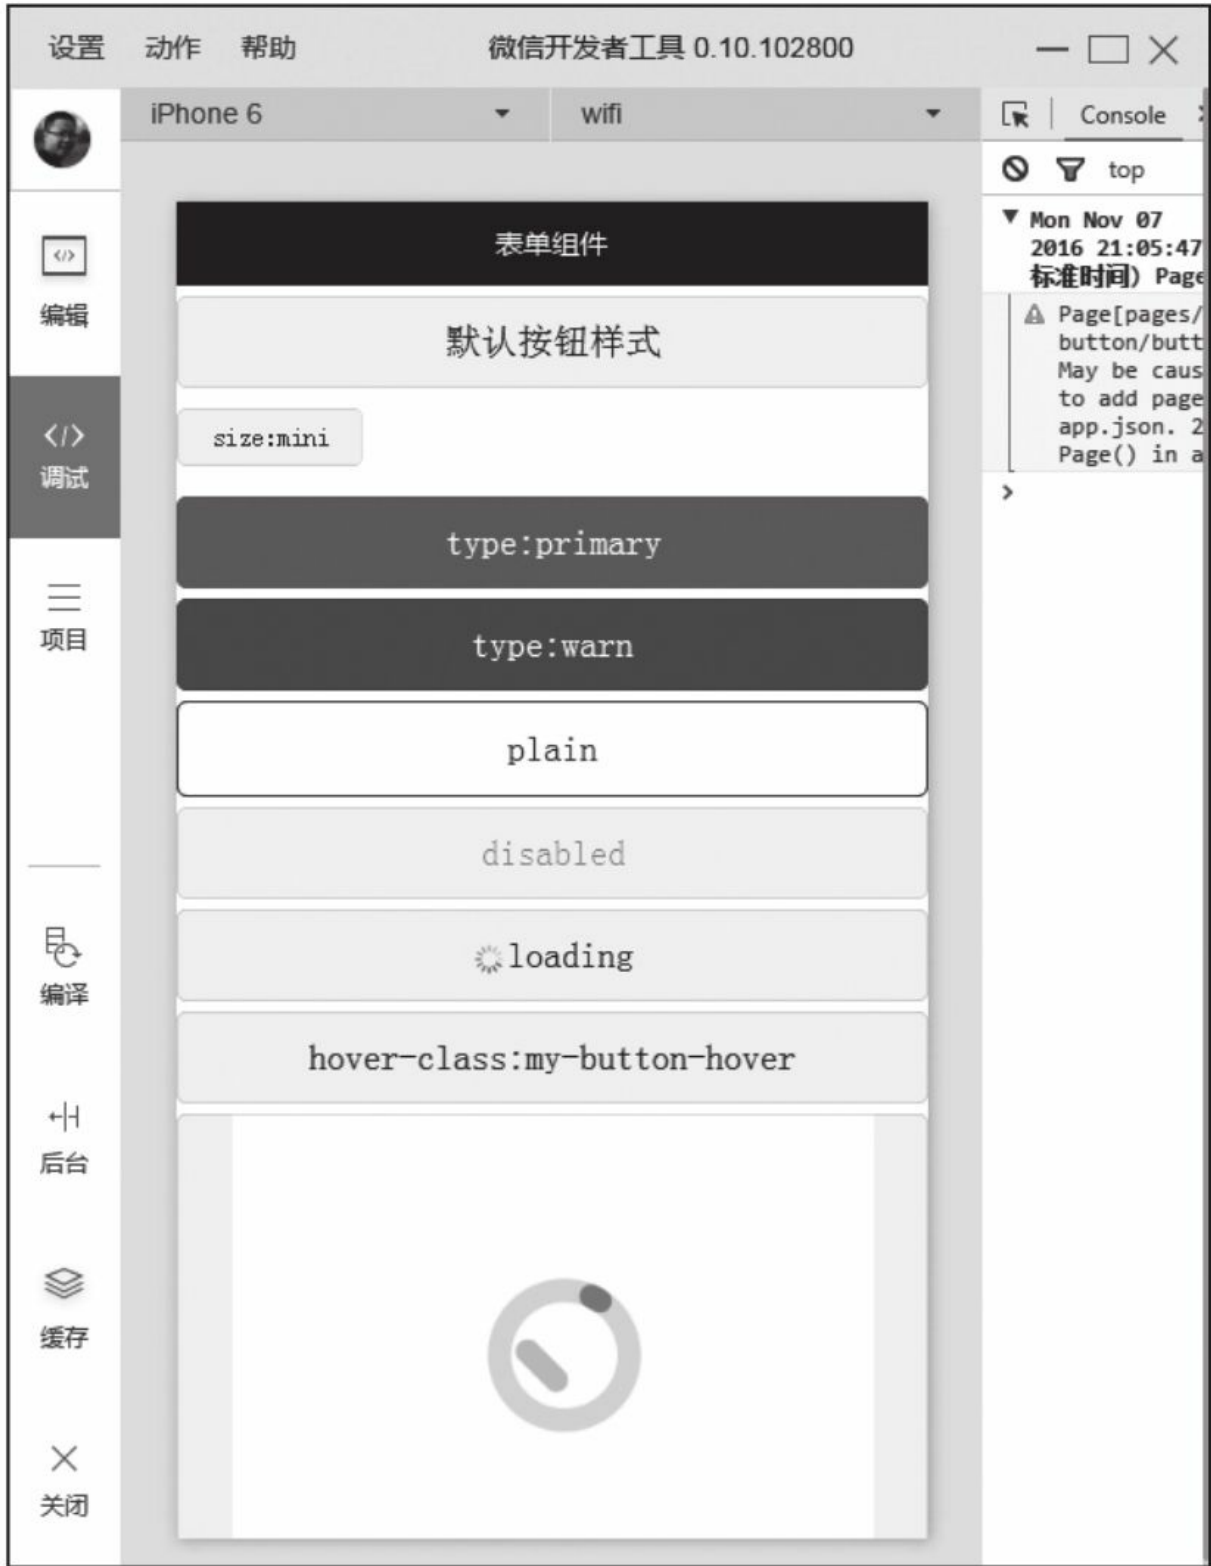 设置 动作 帮助 微信开发者工具 0.10.102800
iPhone 6 wifi
Console
top
编辑
调试
项目
编译
后台
缓存
关闭
表单组件
默认按钮样式
size:mini
type:primary
type:warn
plain
disabled
loading
hover-class:my-button-hover
Mon Nov 07
2016 21:05:47
标准时间) Page
Page[pages/
button/butt
May be caus
to add page
app.json. 2
Page() in a